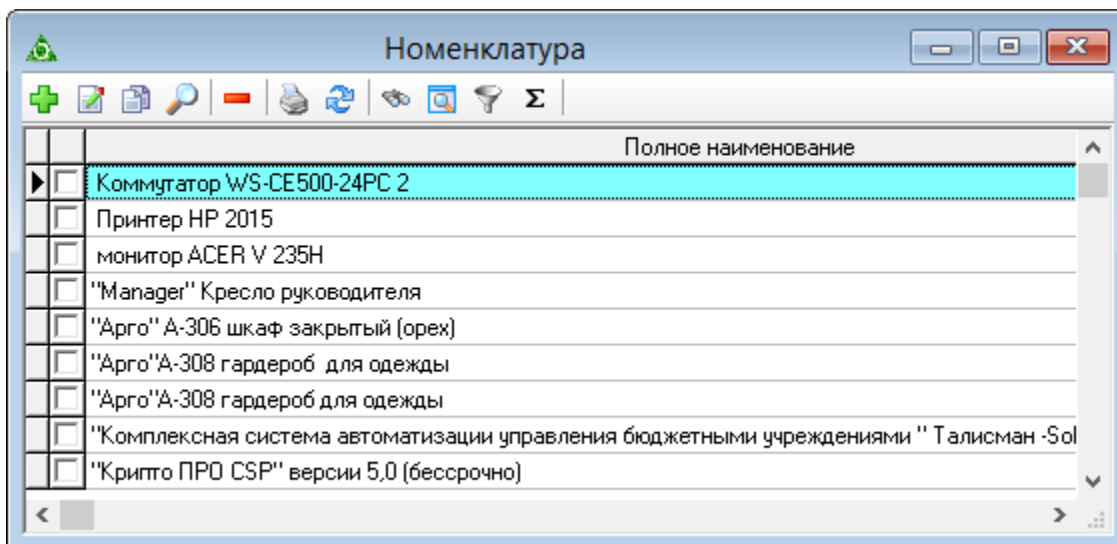 Номенклатура
Σ
Полное наименование
Коммутатор WS-CE500-24PC 2
Принтер HP 2015
монитор ACER V 235H
"Manager" Кресло руководителя
"Арго" А-306 шкаф закрытый (орех)
"Арго"А-308 гардероб  для одежды
"Арго"А-308 гардероб для одежды
"Комплексная система автоматизации управления бюджетными учреждениями " Талисман -Sol
"Крипто ПРО CSP" версии 5,0 (бессрочно)